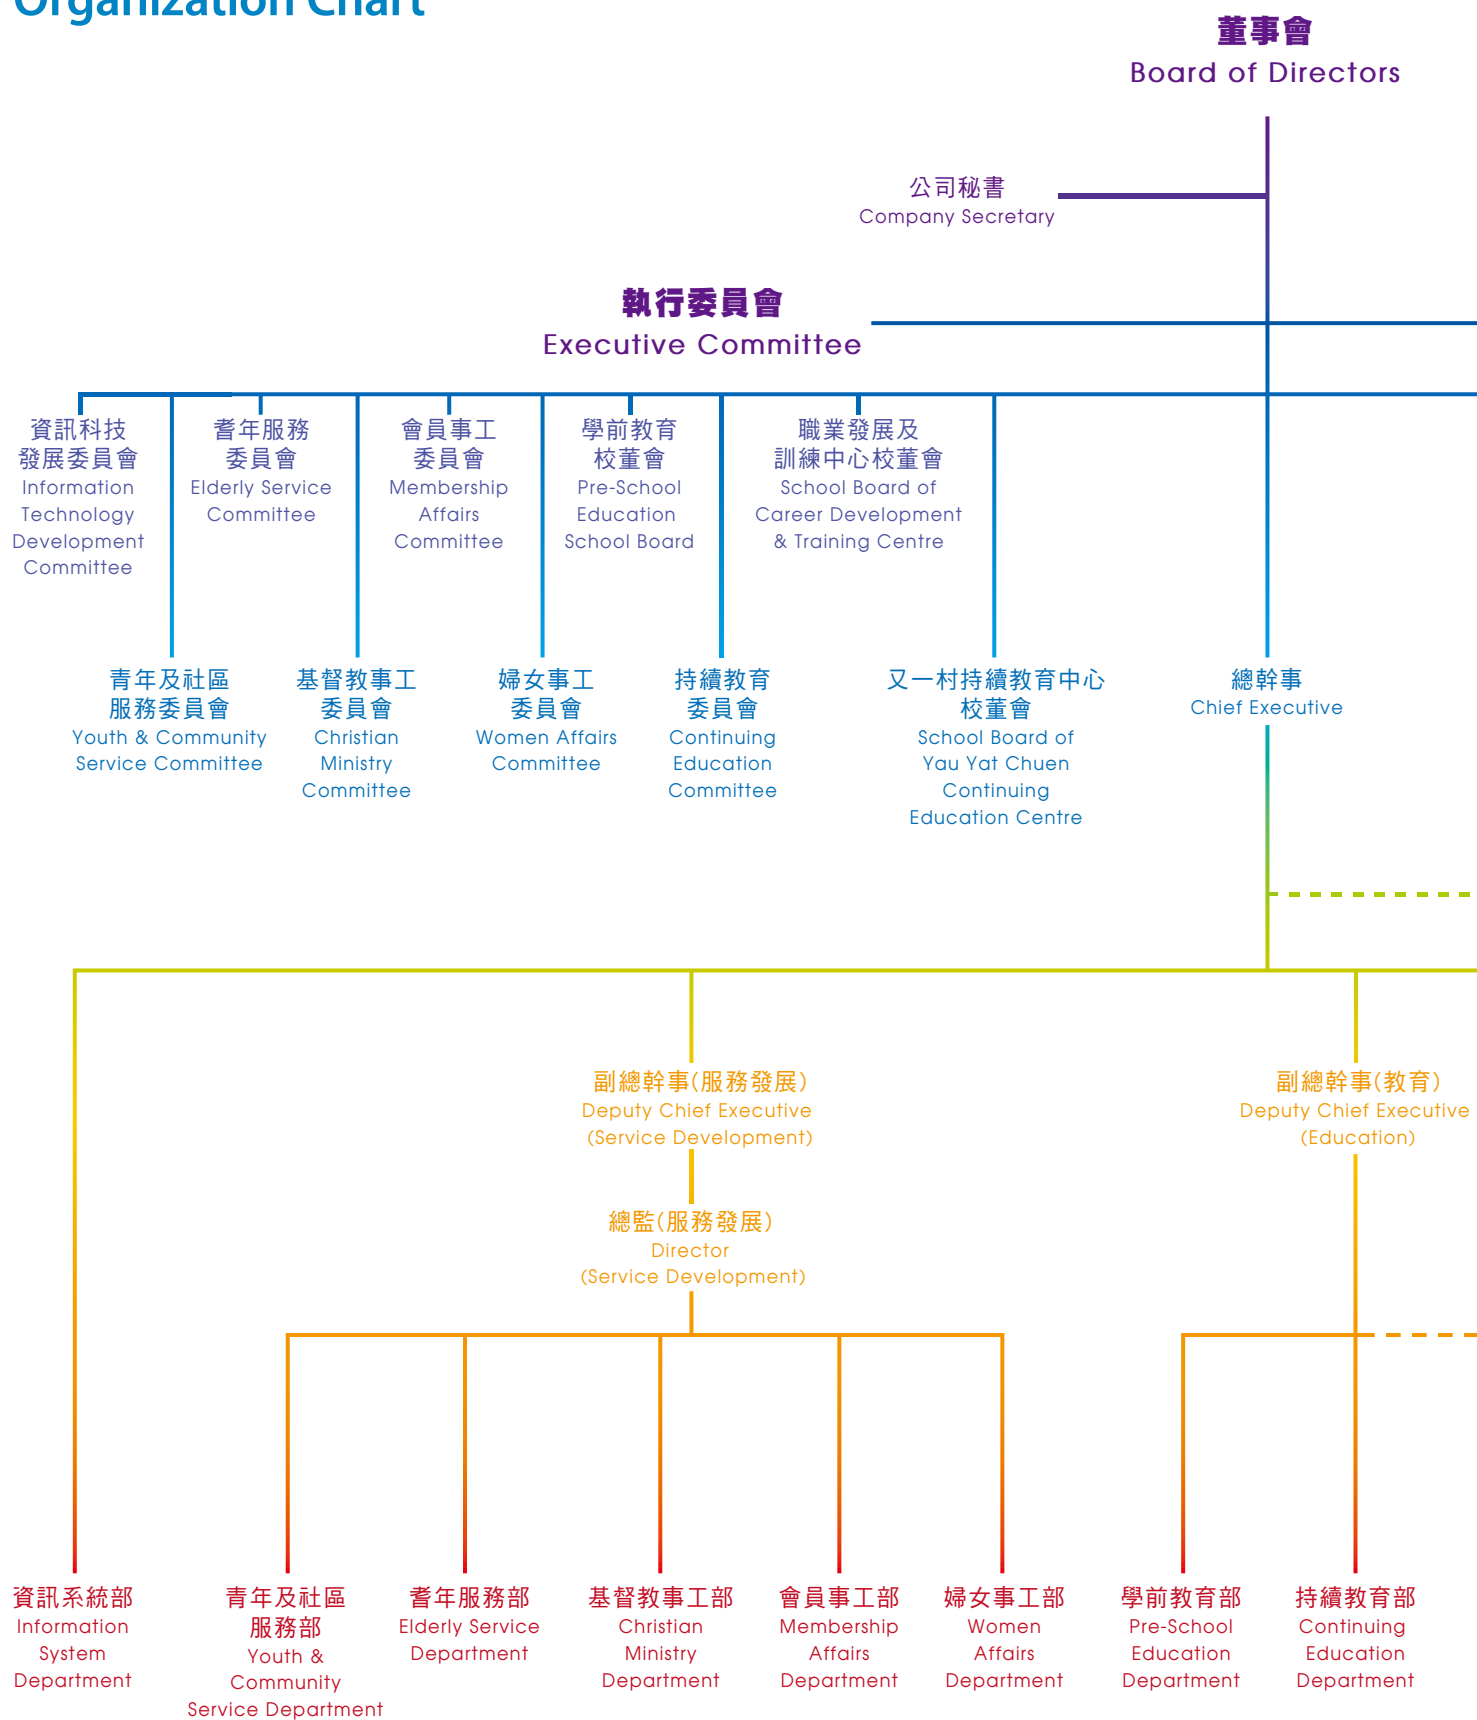 Organization Chart
董事會
Board of Directors
公司秘書
Company Secretary
執行委員會
Executive Committee
資訊科技
發展委員會
Information
Technology
Development
Committee
耆年服務
委員會
Elderly Service
Committee
會員事工
委員會
Membership
Affairs
Committee
學前教育
校董會
Pre-School
Education
School Board
職業發展及
訓練中心校董會
School Board of
Career Development
& Training Centre
青年及社區
服務委員會
Youth & Community
Service Committee
基督教事工
委員會
Christian
Ministry
Committee
婦女事工
委員會
Women Affairs
Committee
持續教育
委員會
Continuing
Education
Committee
又一村持續教育中心
校董會
School Board of
Yau Yat Chuen
Continuing
Education Centre
總幹事
Chief Executive
副總幹事(服務發展)
Deputy Chief Executive
(Service Development)
副總幹事(教育)
Deputy Chief Executive
(Education)
總監(服務發展)
Director
(Service Development)
資訊系統部
Information
System
Department
青年及社區
服務部
Youth &
Community
Service Department
耆年服務部
Elderly Service
Department
基督教事工部
Christian
Ministry
Department
會員事工部
Membership
Affairs
Department
婦女事工部
Women
Affairs
Department
學前教育部
Pre-School
Education
Department
持續教育部
Continuing
Education
Department